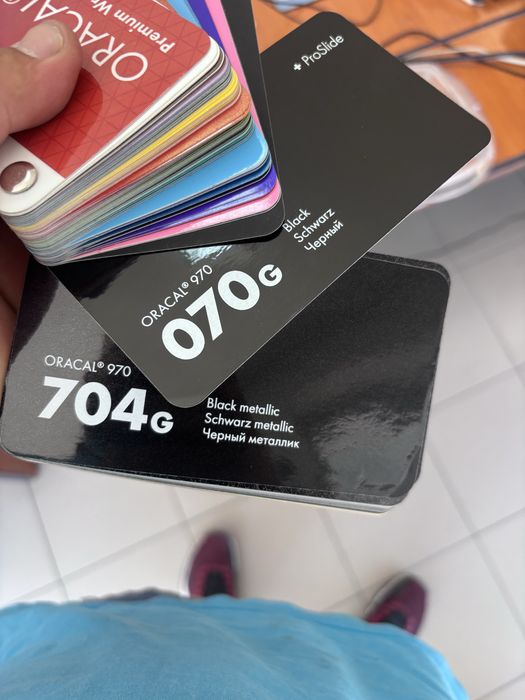 ORACAL®
Premium
+ ProSlide
Black
Schwarz
Черный
ORACAL® 970
070G
ORACAL® 970
704G
Black metallic
Schwarz metallic
Черный металлик